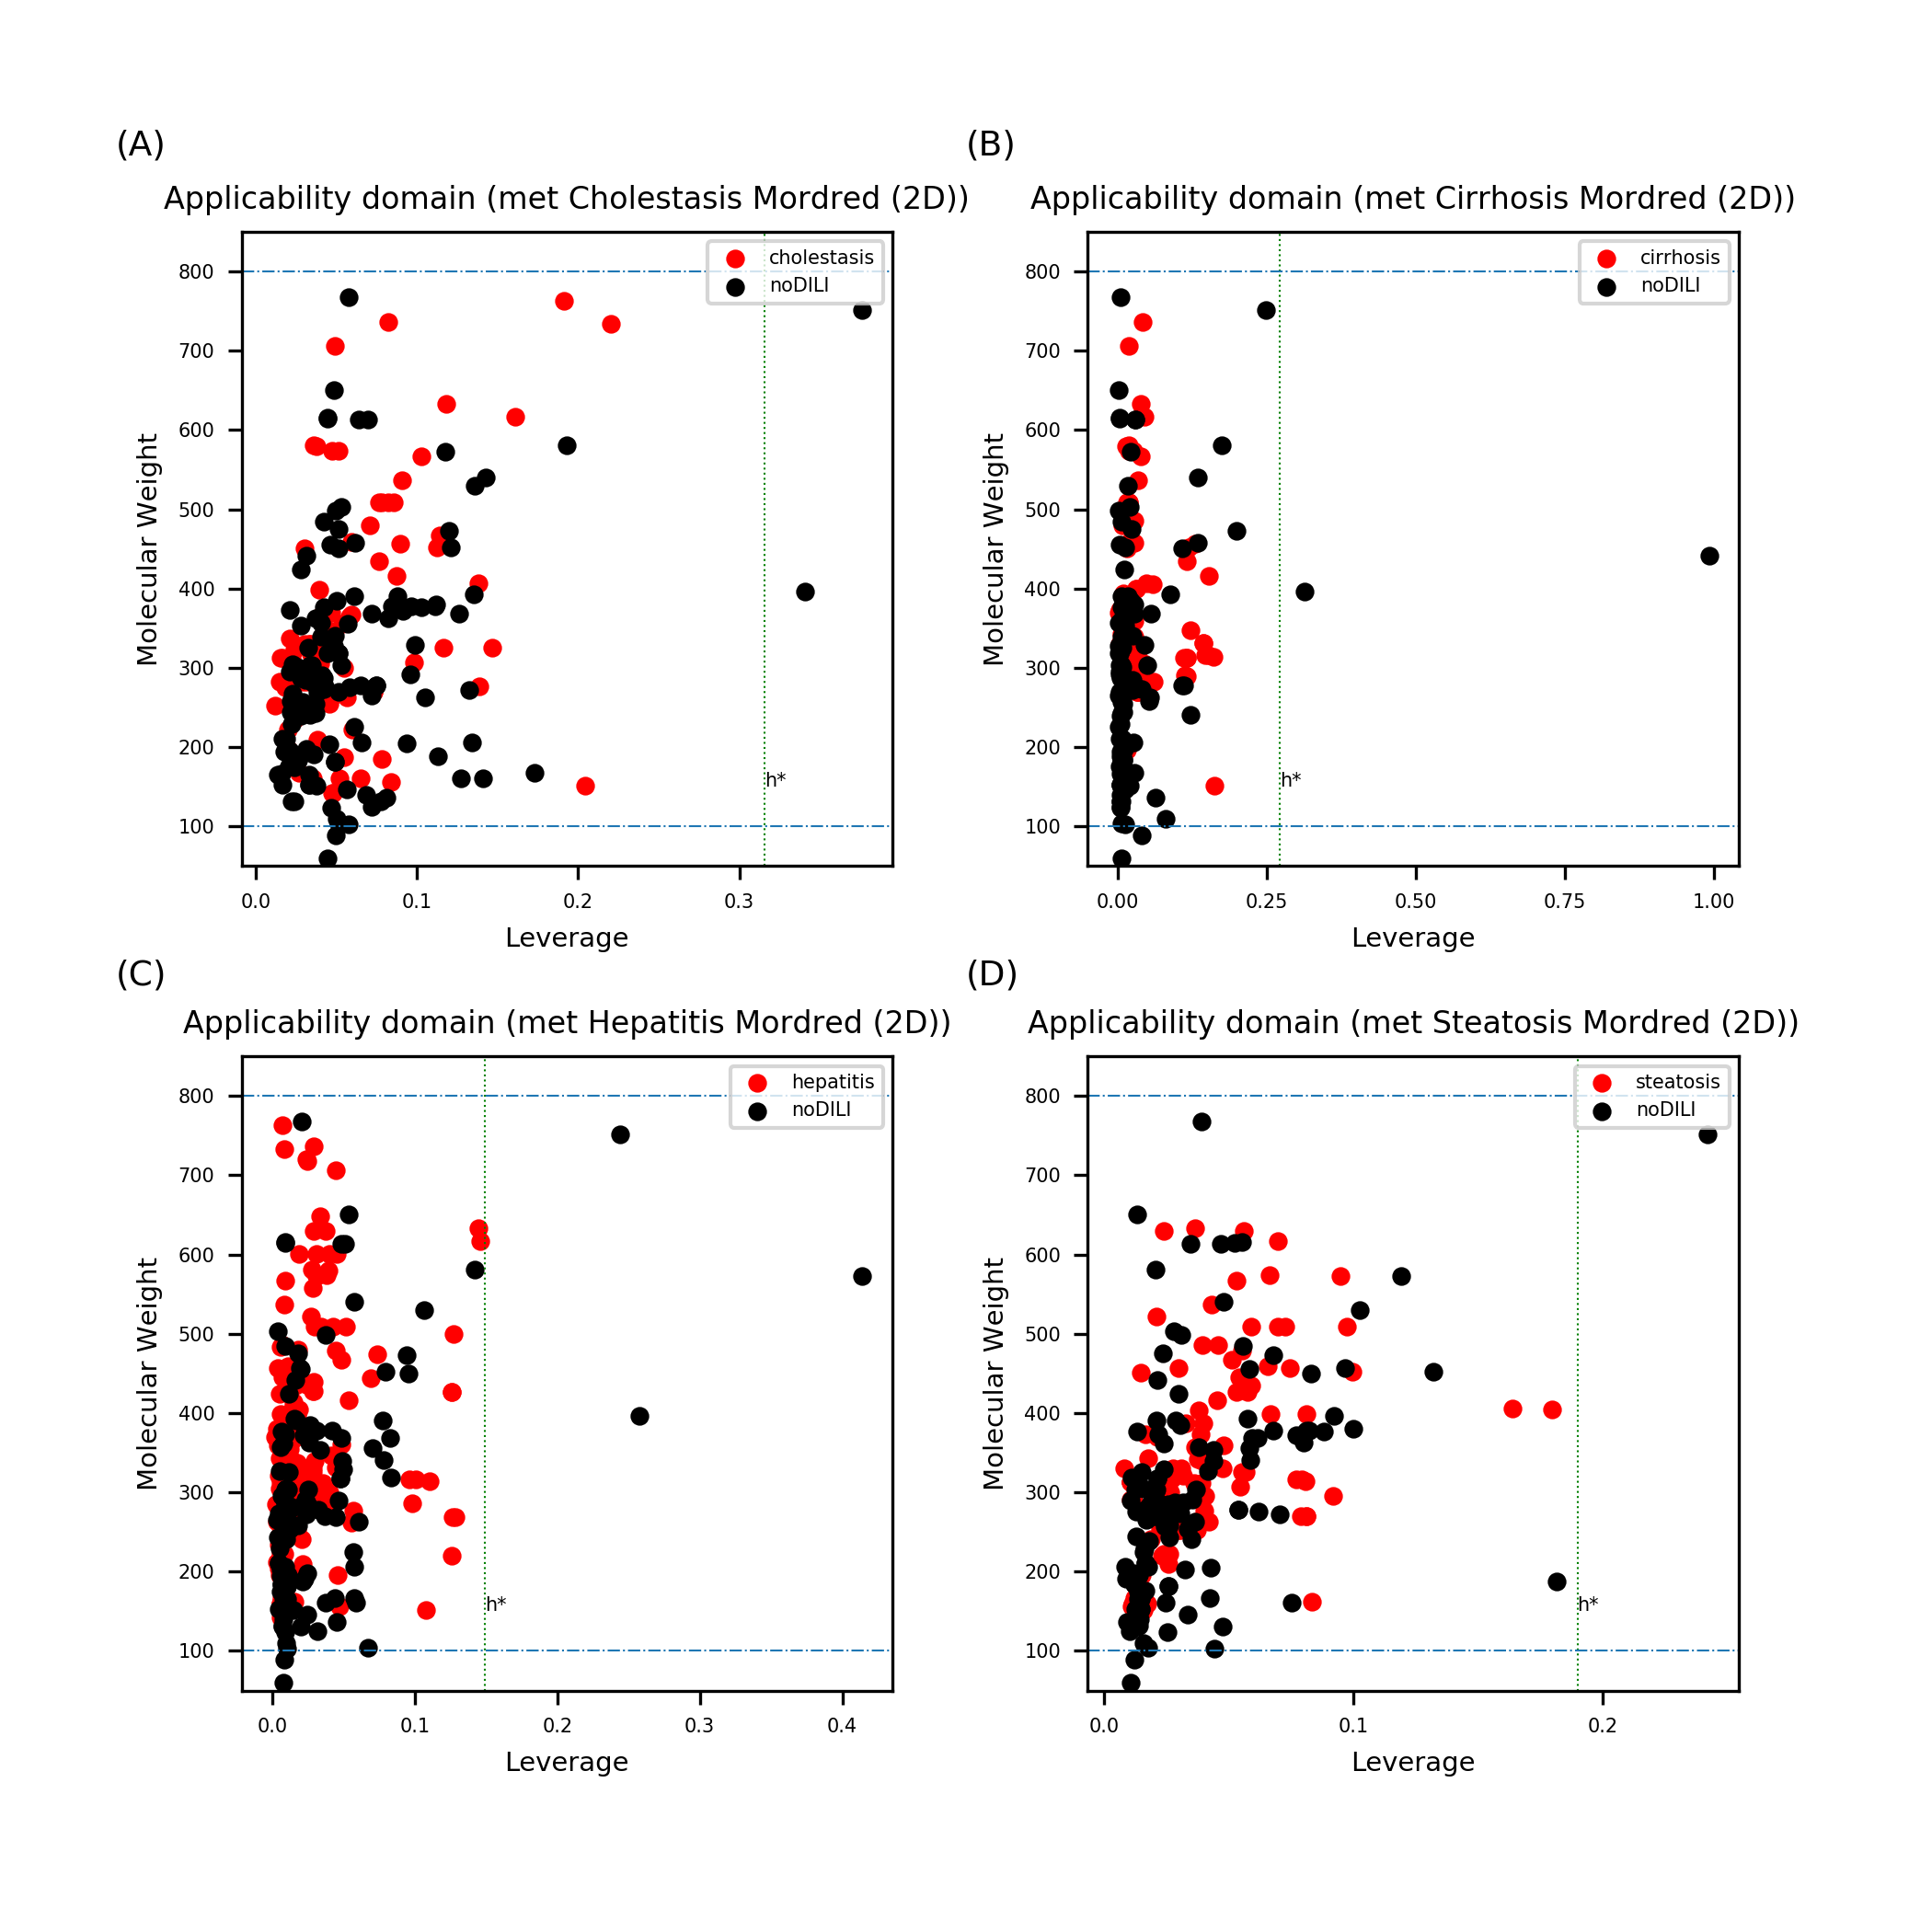 (A)
Applicability domain (met Cholestasis Mordred (2D))
cholestasis
noDILI
800
700
600
500
400
300
200
100
Molecular Weight
h*
0.0 0.1 0.2 0.3
Leverage
(B)
Applicability domain (met Cirrhosis Mordred (2D))
cirrhosis
noDILI
800
700
600
500
400
300
200
100
Molecular Weight
h*
0.00 0.25 0.50 0.75 1.00
Leverage
(C)
Applicability domain (met Hepatitis Mordred (2D))
hepatitis
noDILI
800
700
600
500
400
300
200
100
Molecular Weight
h*
0.0 0.1 0.2 0.3 0.4
Leverage
(D)
Applicability domain (met Steatosis Mordred (2D))
steatosis
noDILI
800
700
600
500
400
300
200
100
Molecular Weight
h*
0.0 0.1 0.2
Leverage